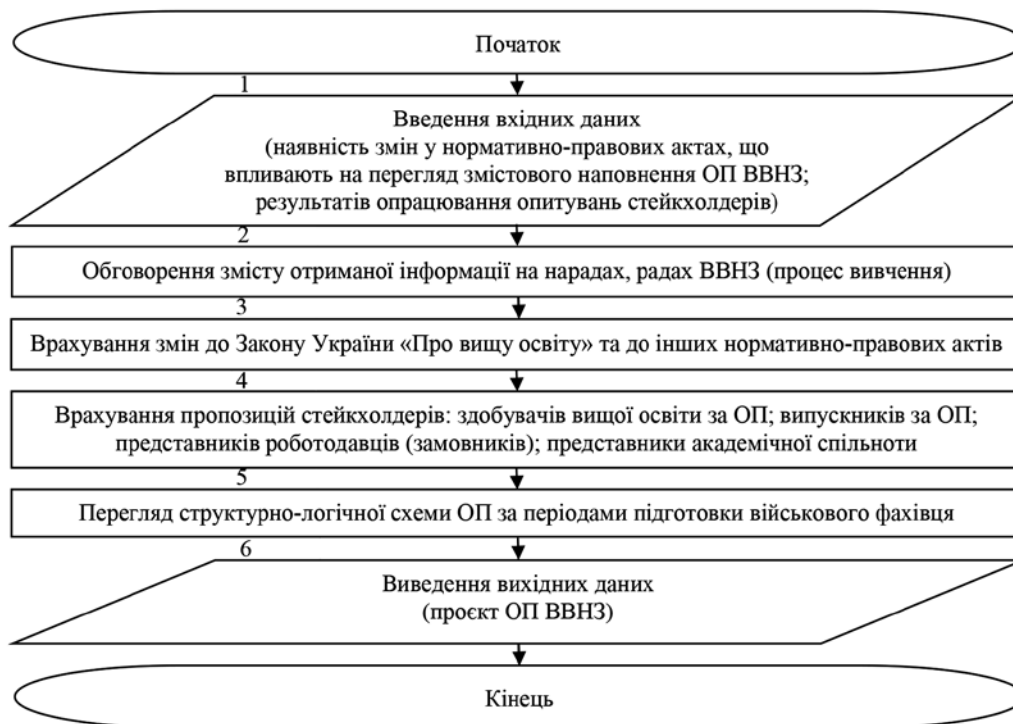 Початок
1
Введення вхідних даних
(наявність змін у нормативно-правових актах, що
впливають на перегляд змістового наповнення ОП ВВНЗ;
результатів опрацювання опитувань стейкхолдерів)
2
Обговорення змісту отриманої інформації на нарадах, радах ВВНЗ (процес вивчення)
3
Врахування змін до Закону України «Про вищу освіту» та до інших нормативно-правових актів
4
Врахування пропозицій стейкхолдерів: здобувачів вищої освіти за ОП; випускників за ОП;
представників роботодавців (замовників); представники академічної спільноти
5
Перегляд структурно-логічної схеми ОП за періодами підготовки військового фахівця
6
Виведення вихідних даних
(проєкт ОП ВВНЗ)
Кінець